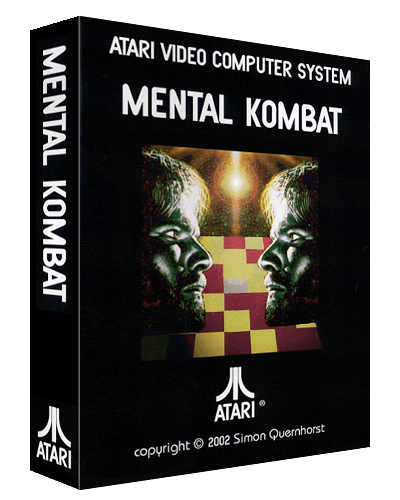 MENTAL KOMBAT
ATARI
ATARI VIDEO COMPUTER SYSTEM
MENTAL KOMBAT
ATARI ®
copyright © 2002 Simon Quernhorst